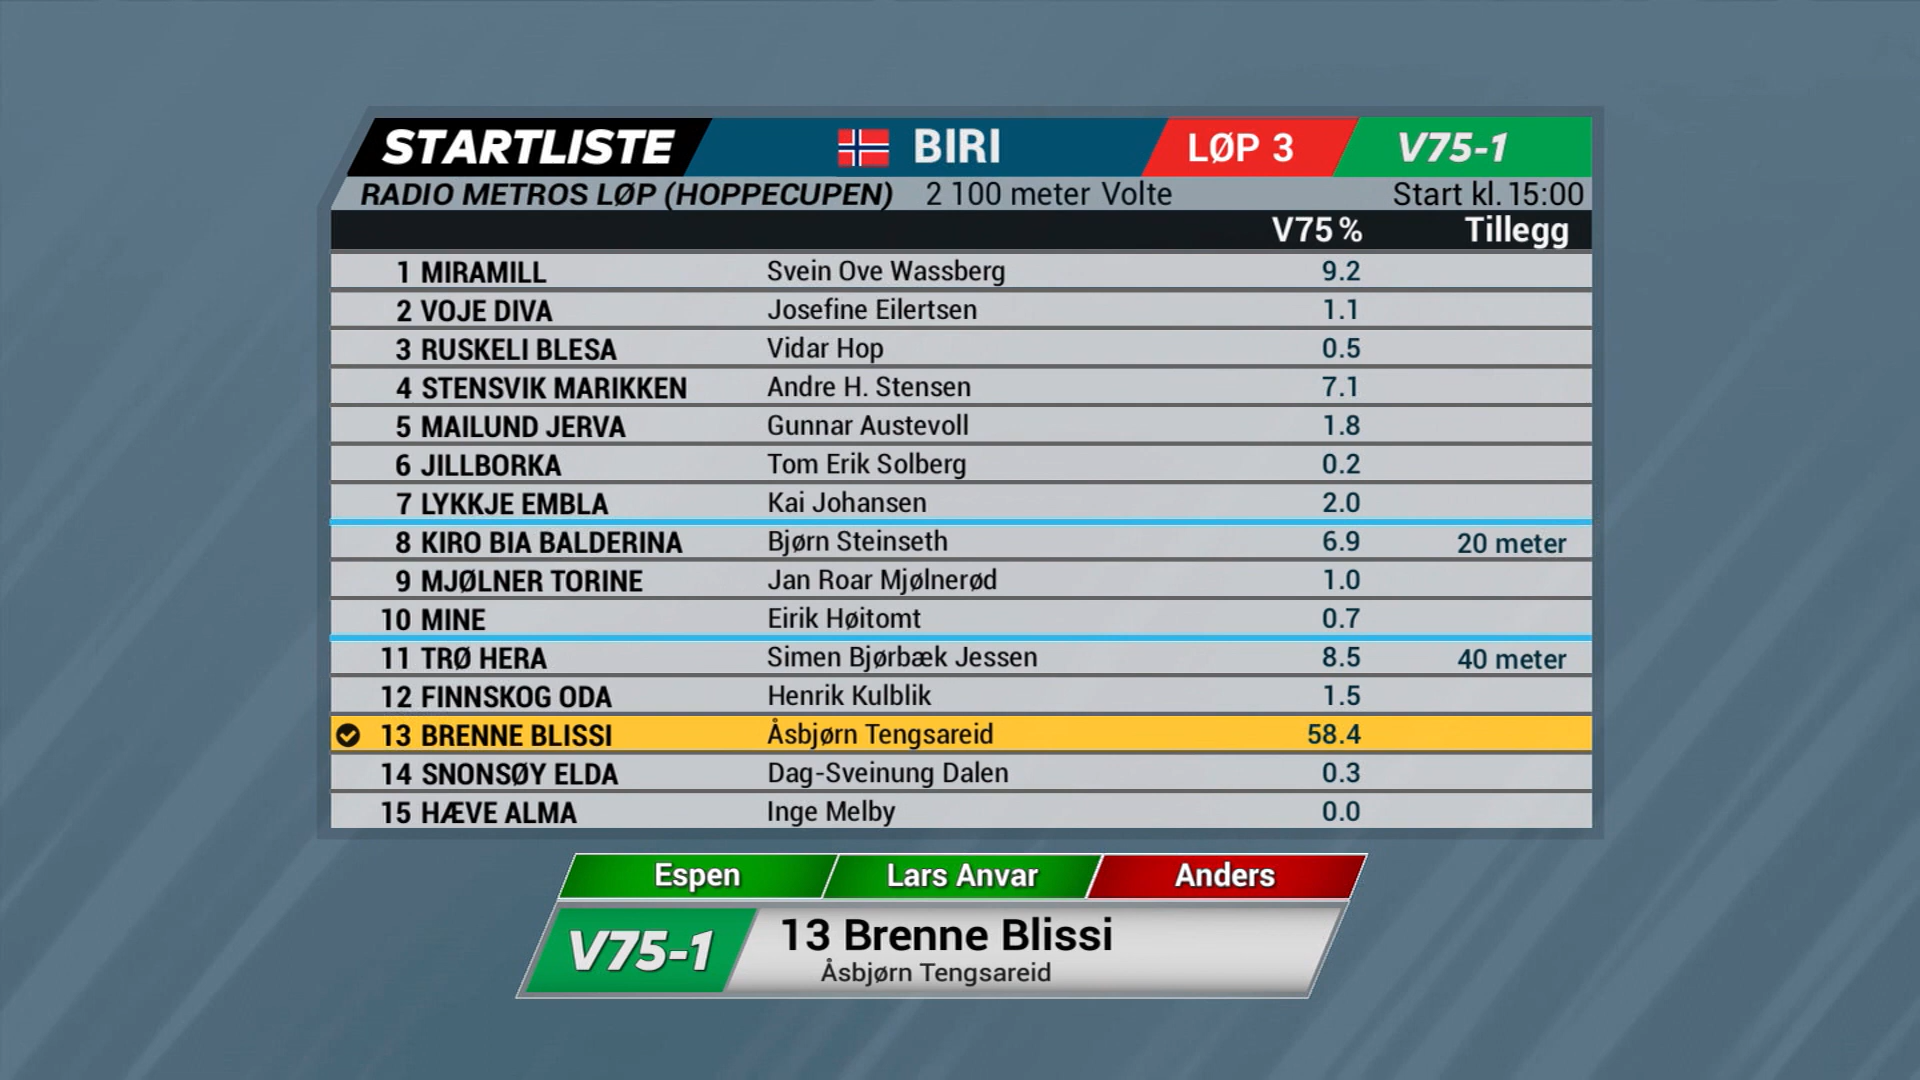 STARTLISTE BIRI LØP 3 V75-1
RADIO METROS LØP (HOPPECUPEN) 2 100 meter Volte Start kl. 15:00
V75 % Tillegg
1 MIRAMILL Svein Ove Wassberg 9.2
2 VOJE DIVA Josefine Eilertsen 1.1
3 RUSKELI BLESA Vidar Hop 0.5
4 STENSVIK MARIKKEN Andre H. Stensen 7.1
5 MAILUND JERVA Gunnar Austevoll 1.8
6 JILLBORKA Tom Erik Solberg 0.2
7 LYKKJE EMBLA Kai Johansen 2.0
8 KIRO BIA BALDERINA Bjørn Steinseth 6.9 20 meter
9 MJØLNER TORINE Jan Roar Mjølnerød 1.0
10 MINE Eirik Høitomt 0.7
11 TRØ HERA Simen Bjørbæk Jessen 8.5 40 meter
12 FINNSKOG ODA Henrik Kulblik 1.5
13 BRENNE BLISSI Åsbjørn Tengsareid 58.4
14 SNONSØY ELDA Dag-Sveinung Dalen 0.3
15 HÆVE ALMA Inge Melby 0.0
Espen Lars Anvar Anders
V75-1 13 Brenne Blissi
Åsbjørn Tengsareid